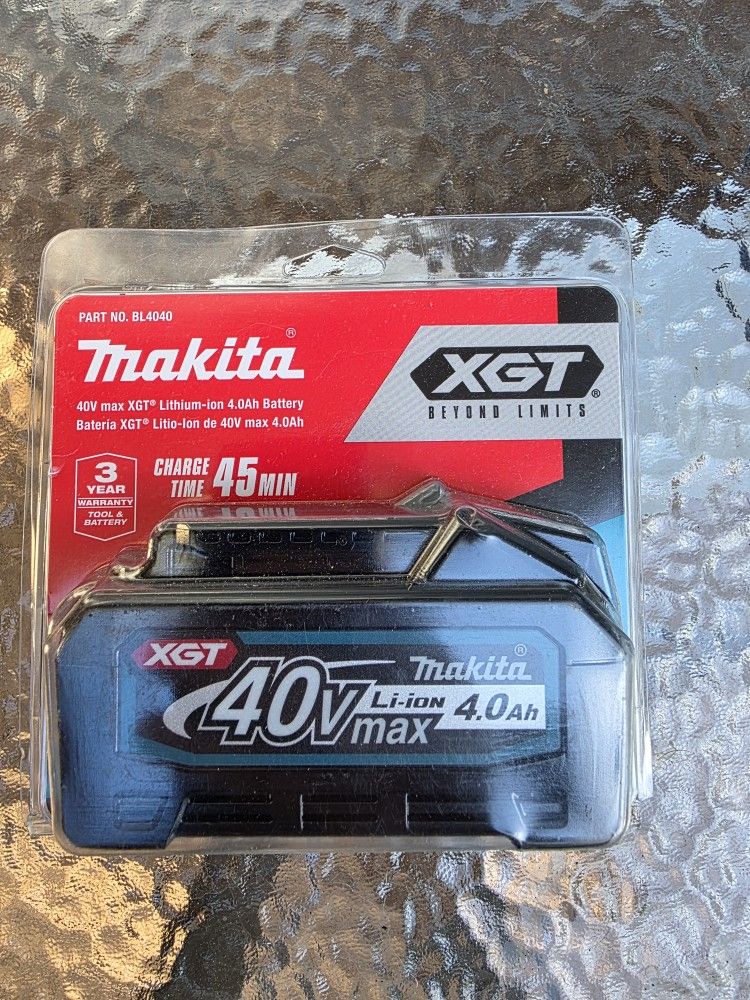 PART NO. BL4040
makita®
40V max XGT® Lithium-ion 4.0Ah Battery
Batería XGT® Litio-Ion de 40V max 4.0Ah
XGT®
BEYOND LIMITS
3
YEAR
WARRANTY
TOOL &
BATTERY
CHARGE
TIME 45 MIN
XGT
makita®
40V max
Li-ion 4.0Ah